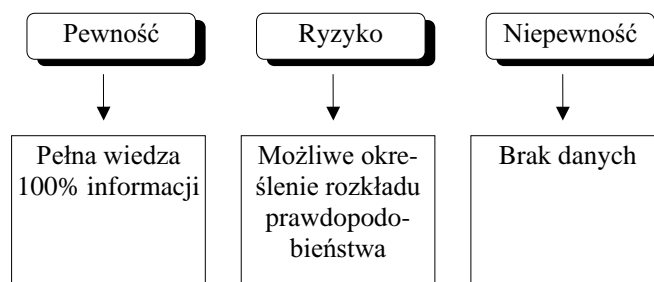 Pewność
Ryzyko
Niepewność
Pełna wiedza
100% informacji
Możliwe okre-
ślenie rozkładu
prawdopodo-
bieństwa
Brak danych